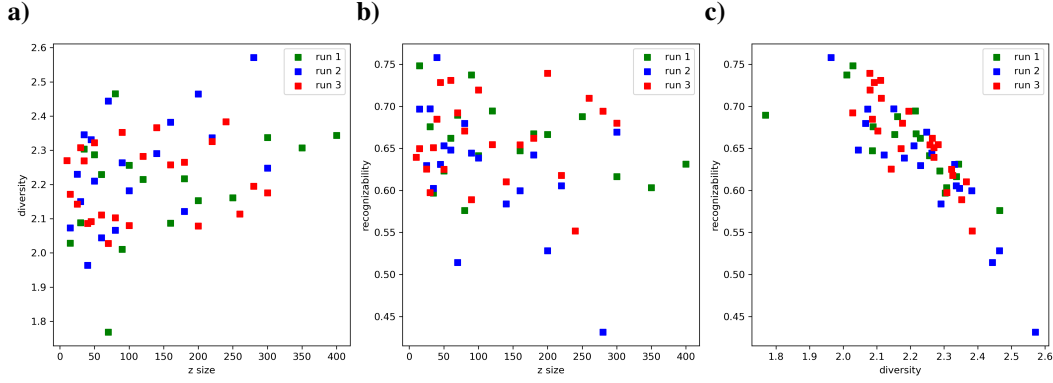 a)
2.6
2.5
2.4
2.3
2.2
2.1
2.0
1.9
1.8
diversity
0 50 100 150 200 250 300 350 400
z size
run 1
run 2
run 3
b)
0.75
0.70
0.65
0.60
0.55
0.50
0.45
recognizability
0 50 100 150 200 250 300 350 400
z size
run 1
run 2
run 3
c)
0.75
0.70
0.65
0.60
0.55
0.50
0.45
recognizability
1.8 1.9 2.0 2.1 2.2 2.3 2.4 2.5 2.6
diversity
run 1
run 2
run 3